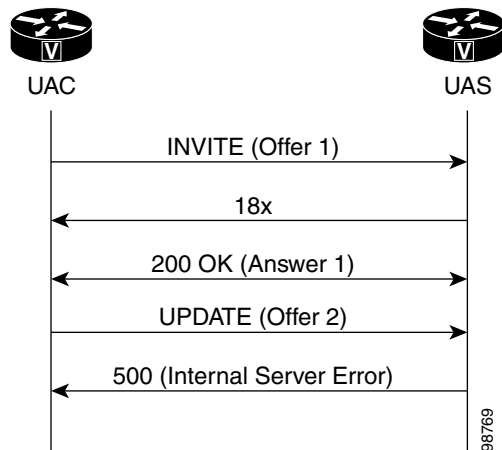 V
V
UAC
UAS
INVITE (Offer 1)
18x
200 OK (Answer 1)
UPDATE (Offer 2)
500 (Internal Server Error)
98769